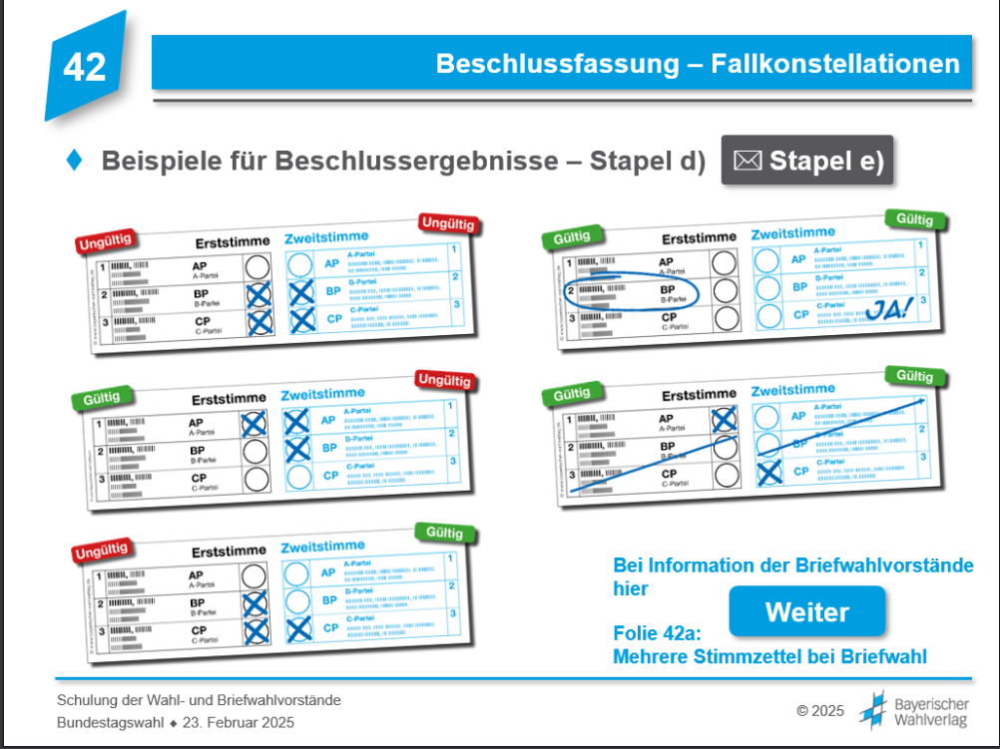 42
Beschlussfassung – Fallkonstellationen
Beispiele für Beschlussergebnisse – Stapel d)
Stapel e)
Ungültig
Ungültig
Erststimme Zweitstimme
1 AP A-Partei AP A-Partei 1
2 BP B-Partei BP B-Partei 2
3 CP C-Partei CP C-Partei 3
Gültig
Ungültig
Erststimme Zweitstimme
1 AP A-Partei AP A-Partei 1
2 BP B-Partei BP B-Partei 2
3 CP C-Partei CP C-Partei 3
Ungültig
Gültig
Erststimme Zweitstimme
1 AP A-Partei AP A-Partei 1
2 BP B-Partei BP B-Partei 2
3 CP C-Partei CP C-Partei 3
Gültig
Gültig
Erststimme Zweitstimme
1 AP A-Partei AP A-Partei 1
2 BP B-Partei BP B-Partei 2
3 CP C-Partei CP C-Partei JA! 3
Gültig
Gültig
Erststimme Zweitstimme
1 AP A-Partei AP A-Partei 1
2 BP B-Partei BP B-Partei 2
3 CP C-Partei CP C-Partei 3
Bei Information der Briefwahlvorstände
hier
Weiter
Folie 42a:
Mehrere Stimmzettel bei Briefwahl
Schulung der Wahl- und Briefwahlvorstände
Bundestagswahl ♦ 23. Februar 2025
© 2025
Bayerischer
Wahlverlag